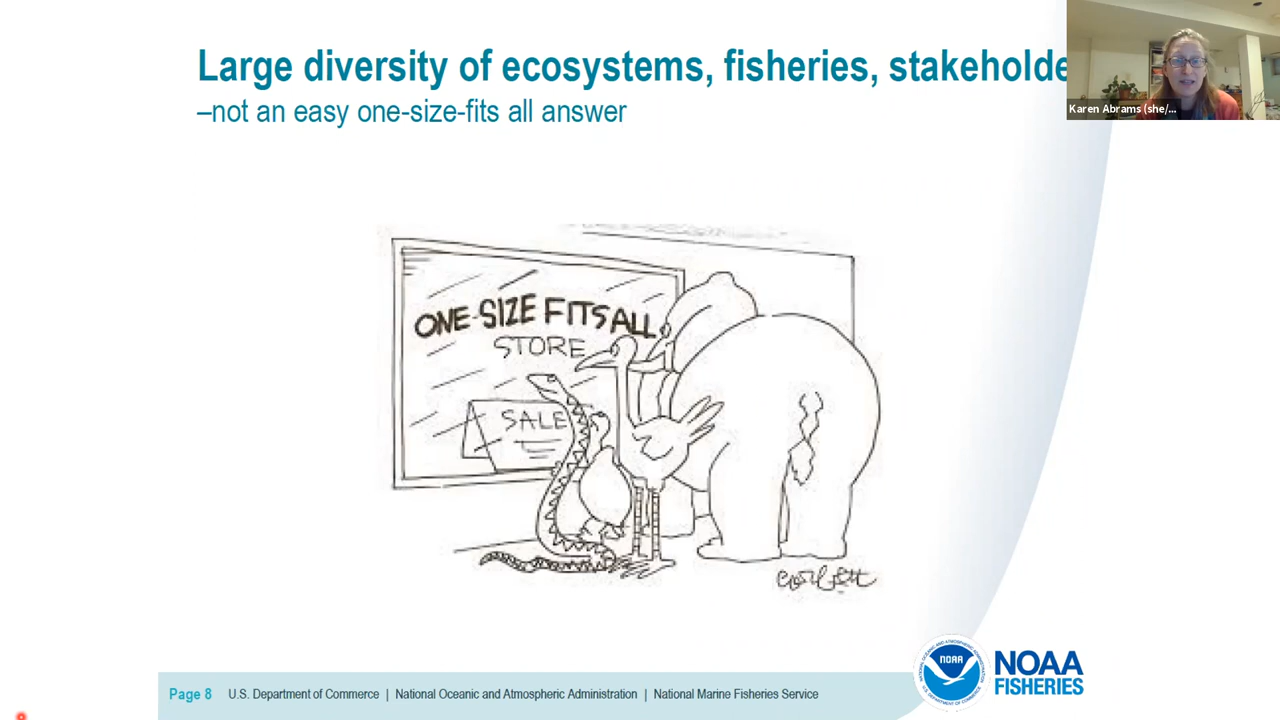 Large diversity of ecosystems, fisheries, stakeholde
–not an easy one-size-fits all answer
Karen Abrams (she/...
ONE-SIZE FITS ALL
STORE
SALE
NOAA
NOAA
FISHERIES
Page 8 U.S. Department of Commerce | National Oceanic and Atmospheric Administration | National Marine Fisheries Service